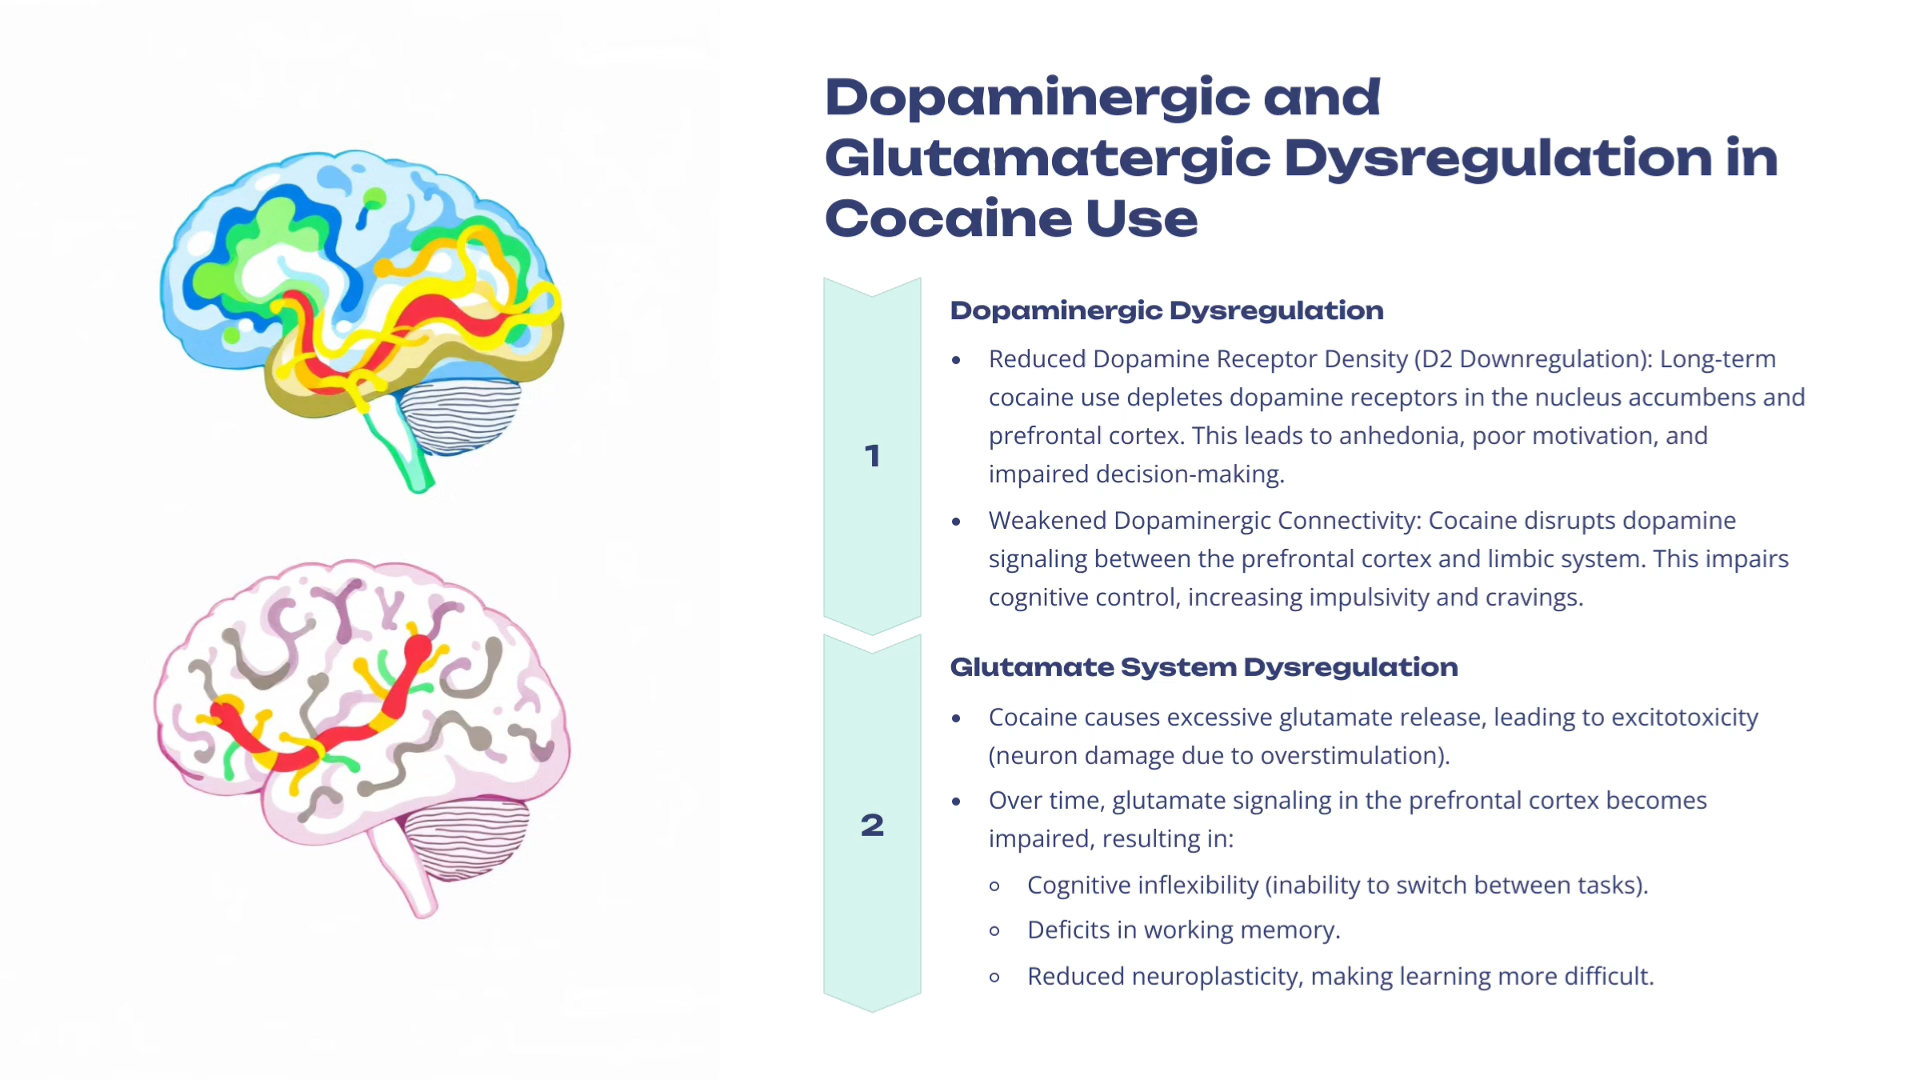 Dopaminergic and
Glutamatergic Dysregulation in
Cocaine Use
1
Dopaminergic Dysregulation
• Reduced Dopamine Receptor Density (D2 Downregulation): Long-term
cocaine use depletes dopamine receptors in the nucleus accumbens and
prefrontal cortex. This leads to anhedonia, poor motivation, and
impaired decision-making.
• Weakened Dopaminergic Connectivity: Cocaine disrupts dopamine
signaling between the prefrontal cortex and limbic system. This impairs
cognitive control, increasing impulsivity and cravings.
2
Glutamate System Dysregulation
• Cocaine causes excessive glutamate release, leading to excitotoxicity
(neuron damage due to overstimulation).
• Over time, glutamate signaling in the prefrontal cortex becomes
impaired, resulting in:
◦ Cognitive inflexibility (inability to switch between tasks).
◦ Deficits in working memory.
◦ Reduced neuroplasticity, making learning more difficult.